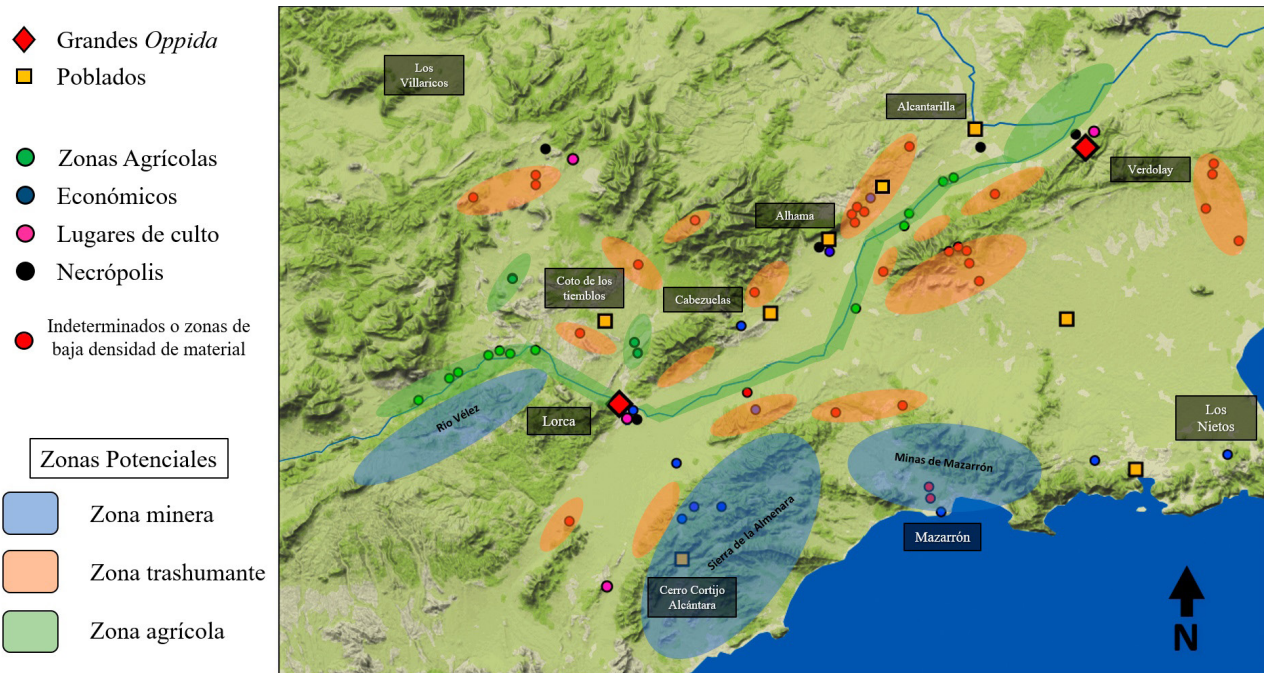 Grandes Oppida
Poblados
Zonas Agrícolas
Económicos
Lugares de culto
Necrópolis
Indeterminados o zonas de
baja densidad de material
Zonas Potenciales
Zona minera
Zona trashumante
Zona agrícola
Los
Villaricos
Alcantarilla
Verdolay
Alhama
Coto de los
tiemblos
Cabezuelas
Rio Vélez
Lorca
Los
Nietos
Minas de Mazarrón
Sierra de la Almenara
Mazarrón
Cerro Cortijo
Alcántara
N